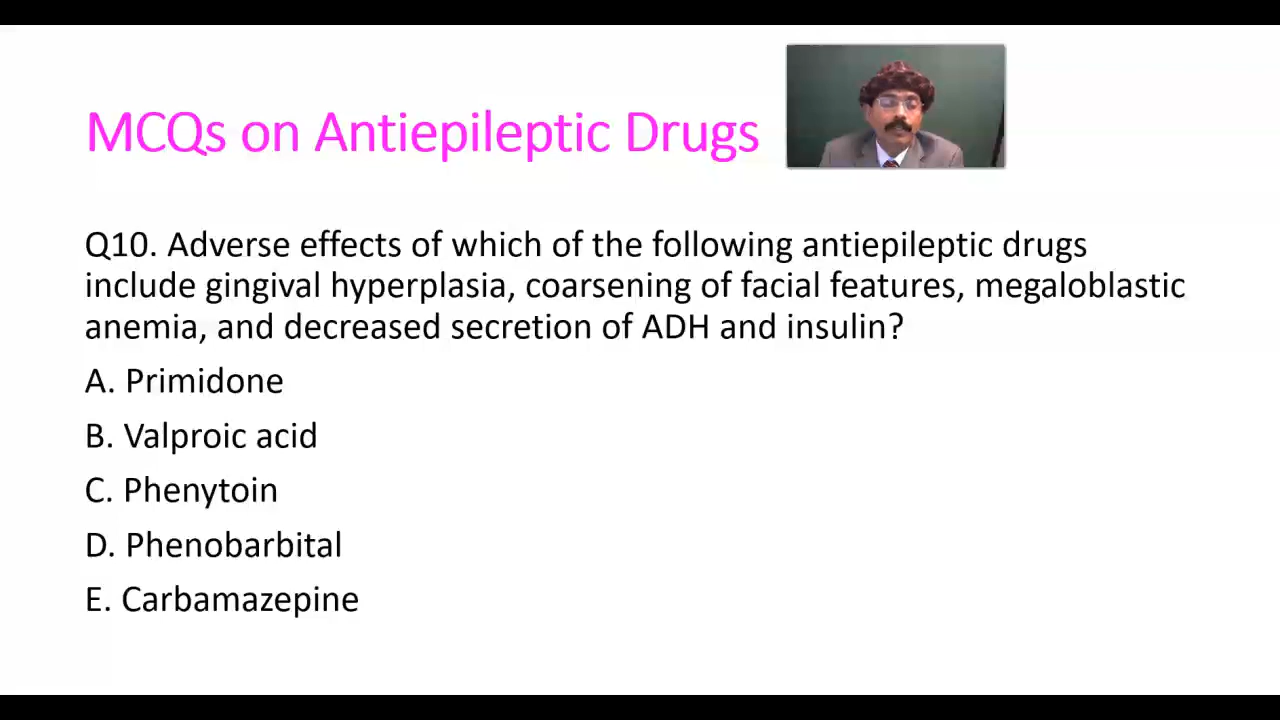 MCQs on Antiepileptic Drugs
Q10. Adverse effects of which of the following antiepileptic drugs
include gingival hyperplasia, coarsening of facial features, megaloblastic
anemia, and decreased secretion of ADH and insulin?
A. Primidone
B. Valproic acid
C. Phenytoin
D. Phenobarbital
E. Carbamazepine